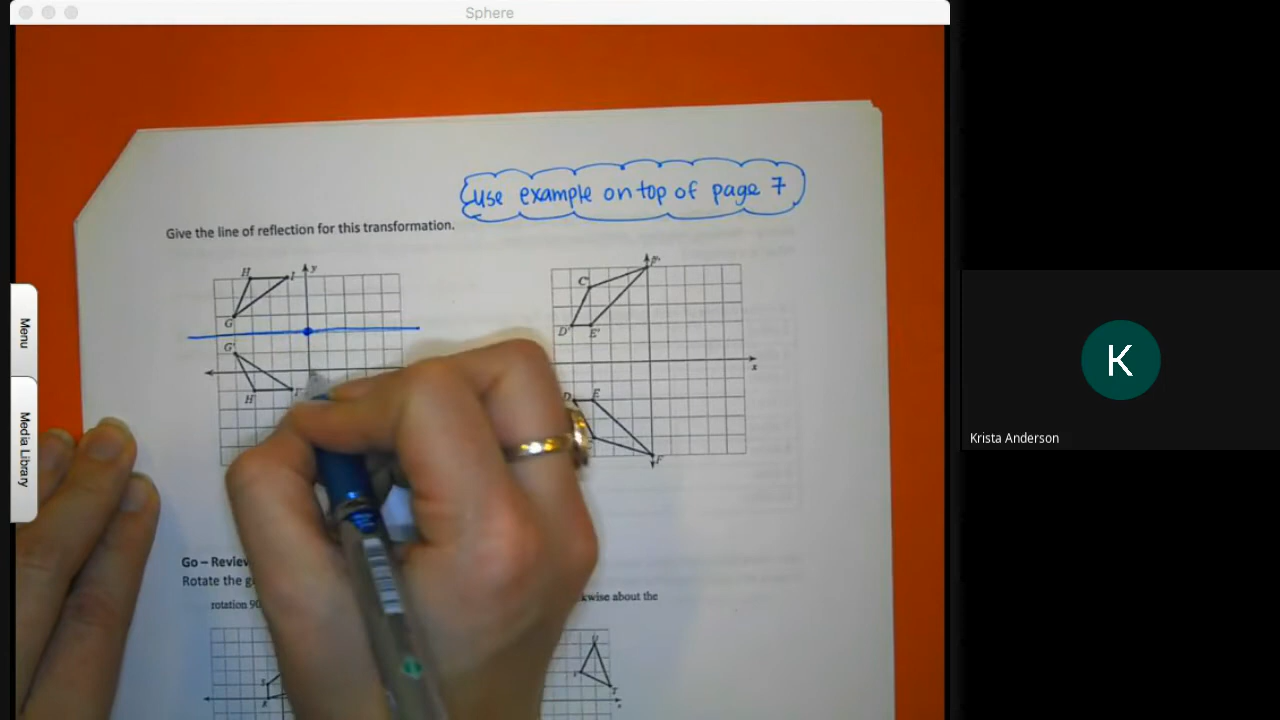 Sphere
Menu
Media Library
use example on top of page 7
Give the line of reflection for this transformation.
H I y
G
G'
H'
F'
C'
D' E'
x
D E
F
Go – Review
Rotate the g
rotation 90
kwise about the
U
T
x
K
Krista Anderson